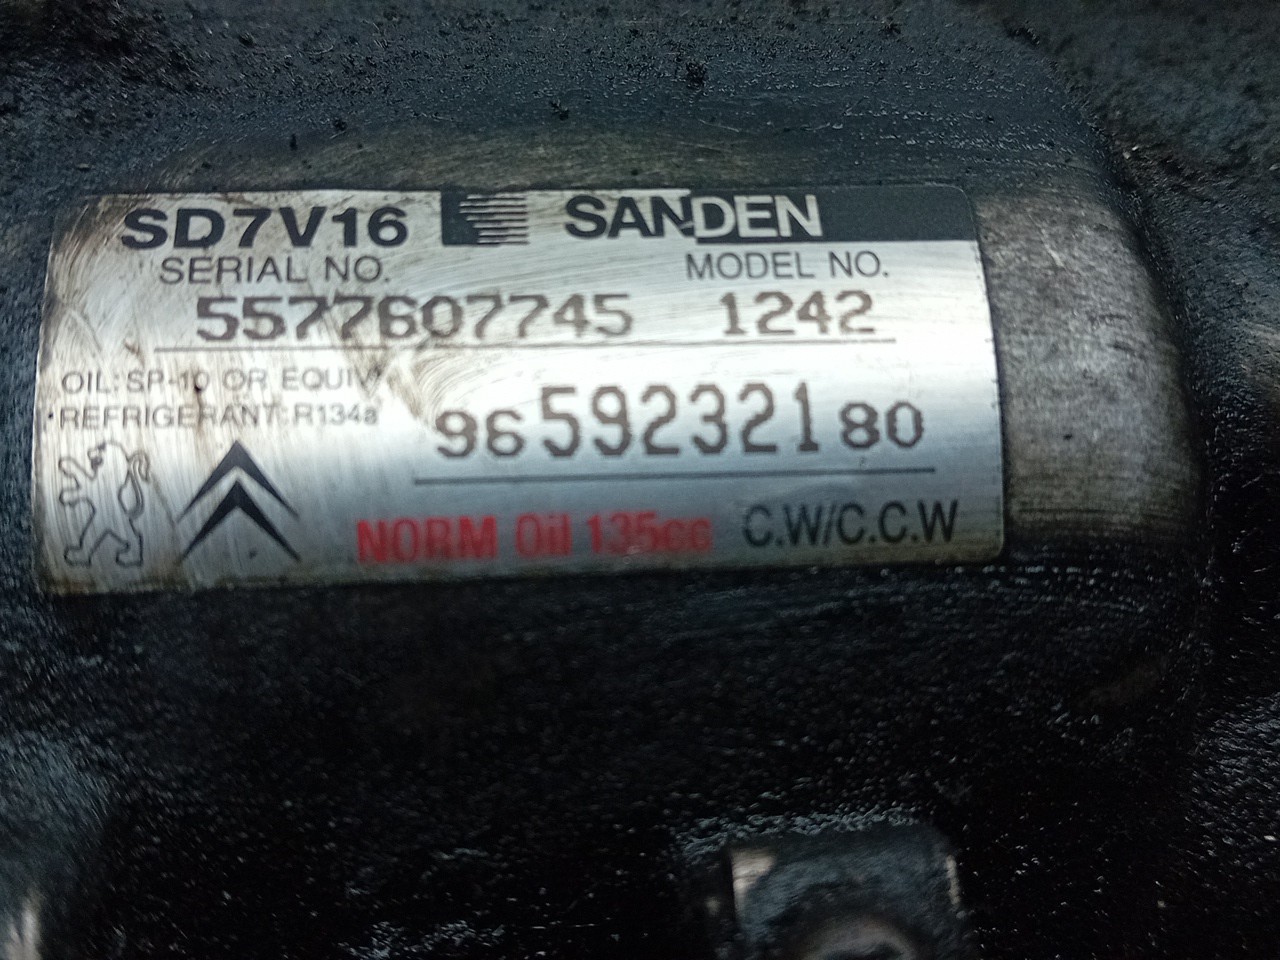 SD7V16 SANDEN
SERIAL NO. MODEL NO.
5577607745 1242
OIL: SP-10 OR EQUIV
REFRIGERANT: R134a
9659232180
NORM Oil 135cc C.W/C.C.W